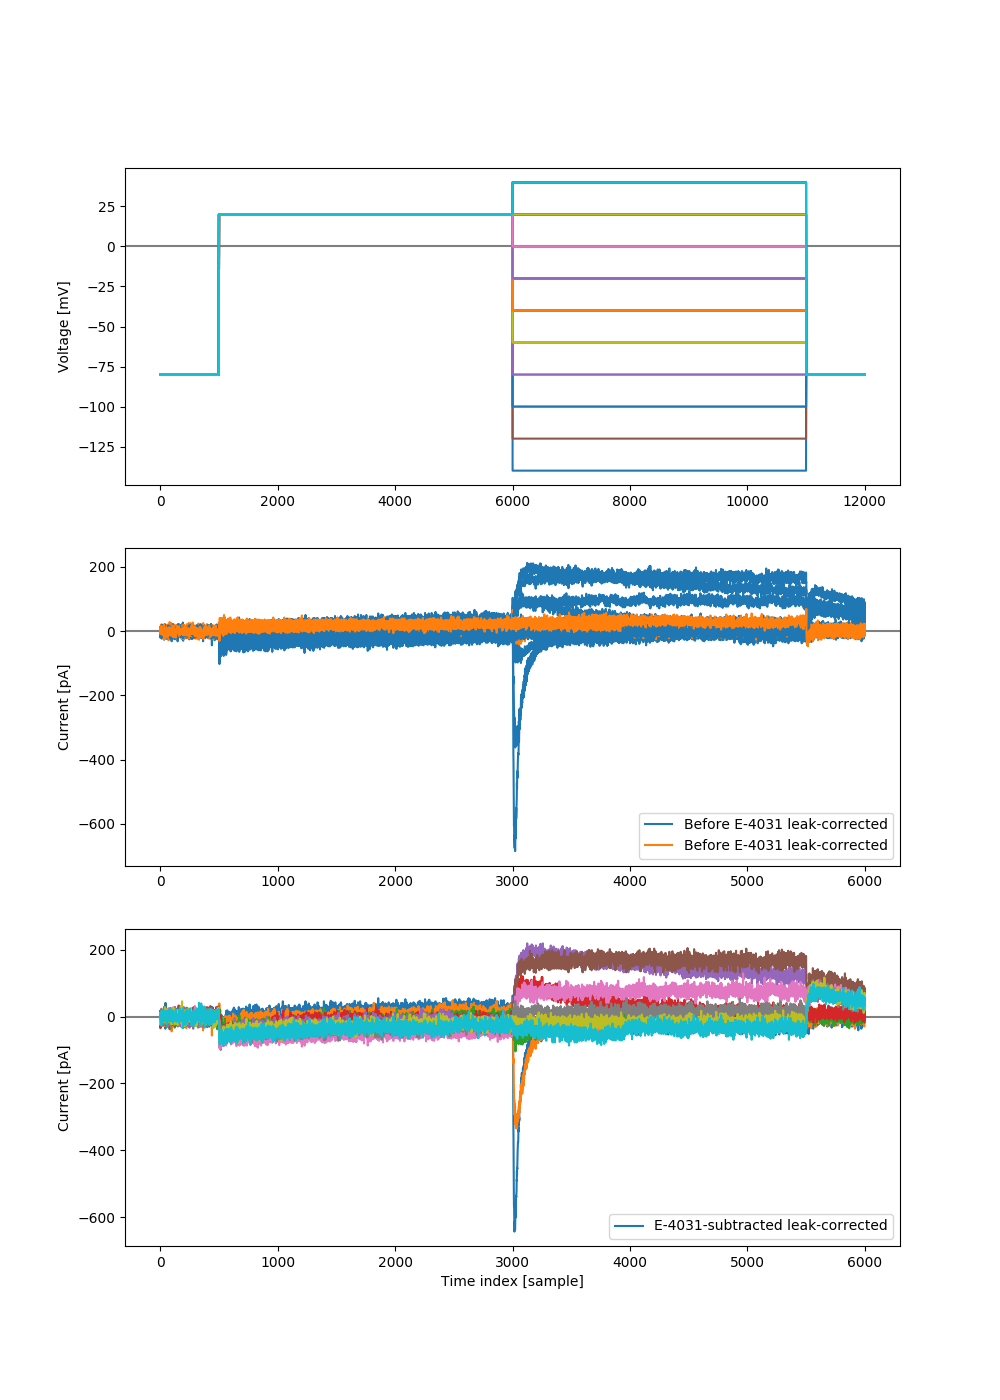 25
0
−25
−50
−75
−100
−125
Voltage [mV]
0 2000 4000 6000 8000 10000 12000
200
0
−200
−400
−600
Current [pA]
Before E-4031 leak-corrected
Before E-4031 leak-corrected
0 1000 2000 3000 4000 5000 6000
200
0
−200
−400
−600
Current [pA]
E-4031-subtracted leak-corrected
0 1000 2000 3000 4000 5000 6000
Time index [sample]